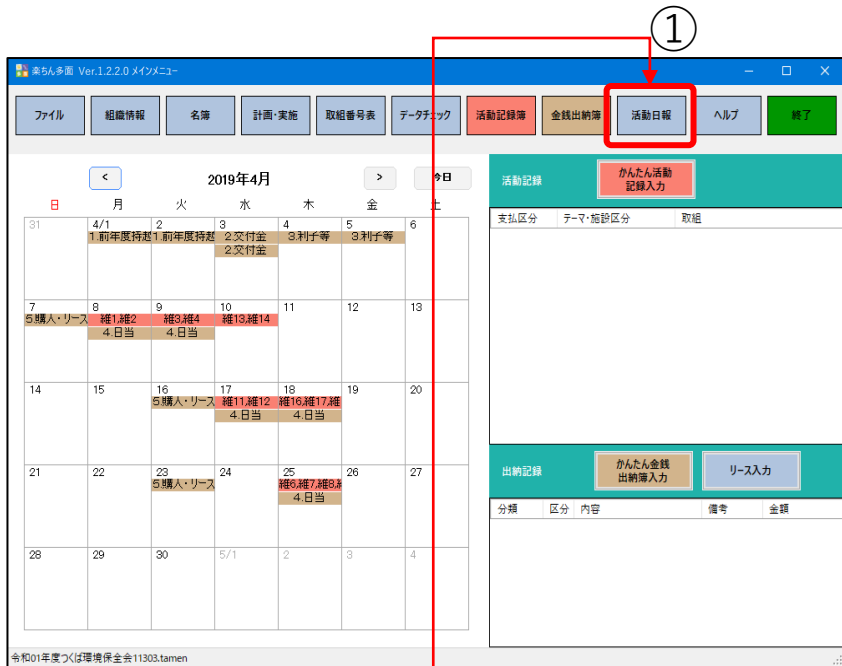 ①
楽ちん多面 Ver.1.2.2.0 メインメニュー
ファイル 組織情報 名簿 計画・実施 取組番号表 データチェック 活動記録簿 金銭出納簿 活動日報 ヘルプ 終了
< 2019年4月 > 今日
日 月 火 水 木 金 土
31 4/1 2 3 4 5 6
1.前年度持越 1.前年度持越 2.交付金 3.利子等 3.利子等
2.交付金
7 8 9 10 11 12 13
5.購入・リース 維1,維2 維3,維4 維13,維14
4.日当 4.日当
14 15 16 17 18 19 20
5.購入・リース 維11,維12 維16,維17,維
4.日当 4.日当
21 22 23 24 25 26 27
5.購入・リース 維6,維7,維8,維
4.日当
28 29 30 5/1 2 3 4
活動記録 かんたん活動
記録入力
支払区分 テーマ・施設区分 取組
出納記録 かんたん金銭
出納簿入力 リース入力
分類 区分 内容 備考 金額
令和01年度つくば環境保全会11303.tamen